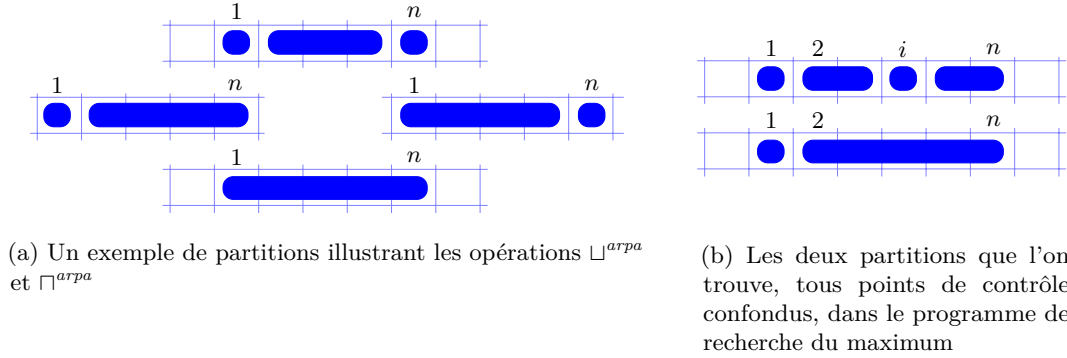 1 n
1 n
1 n
1 n
(a) Un exemple de partitions illustrant les opérations ⊔^arpa
et ⊓^arpa
1 2 i n
1 2 n
(b) Les deux partitions que l'on
trouve, tous points de contrôle
confondus, dans le programme de
recherche du maximum